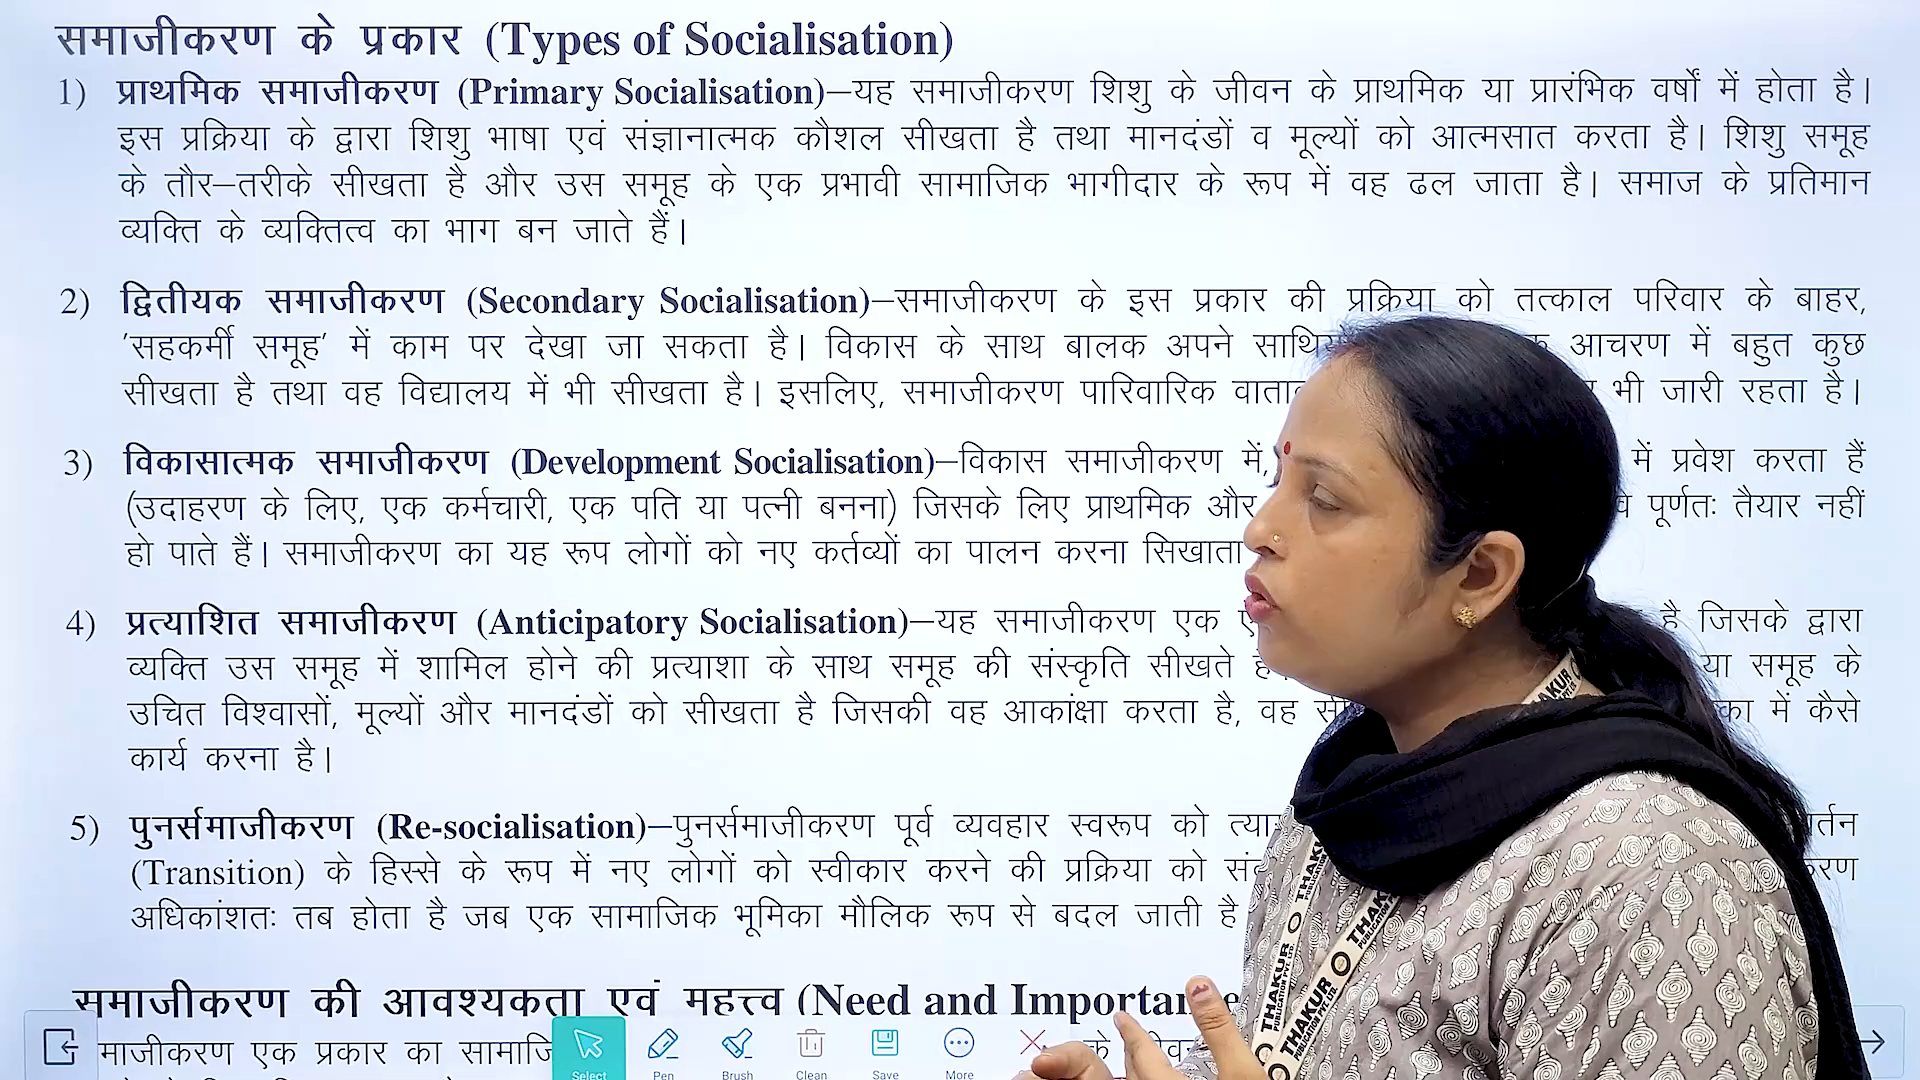 समाजीकरण के प्रकार (Types of Socialisation)
1) प्राथमिक समाजीकरण (Primary Socialisation)–यह समाजीकरण शिशु के जीवन के प्राथमिक या प्रारंभिक वर्षों में होता है।
इस प्रक्रिया के द्वारा शिशु भाषा एवं संज्ञानात्मक कौशल सीखता है तथा मानदंडों व मूल्यों को आत्मसात करता है। शिशु समूह
के तौर–तरीके सीखता है और उस समूह के एक प्रभावी सामाजिक भागीदार के रूप में वह ढल जाता है। समाज के प्रतिमान
व्यक्ति के व्यक्तित्व का भाग बन जाते हैं।
2) द्वितीयक समाजीकरण (Secondary Socialisation)–समाजीकरण के इस प्रकार की प्रक्रिया को तत्काल परिवार के बाहर,
'सहकर्मी समूह' में काम पर देखा जा सकता है। विकास के साथ बालक अपने आचरण में बहुत कुछ
सीखता है तथा वह विद्यालय में भी सीखता है। इसलिए, समाजीकरण पारिवारिक भी जारी रहता है।
3) विकासात्मक समाजीकरण (Development Socialisation)–विकास समाजीकरण में, में प्रवेश करता हैं
(उदाहरण के लिए, एक कर्मचारी, एक पति या पत्नी बनना) जिसके लिए प्राथमिक और पूर्णतः तैयार नहीं
हो पाते हैं। समाजीकरण का यह रूप लोगों को नए कर्तव्यों का पालन करना सिखाता
4) प्रत्याशित समाजीकरण (Anticipatory Socialisation)–यह समाजीकरण एक है जिसके द्वारा
व्यक्ति उस समूह में शामिल होने की प्रत्याशा के साथ समूह की संस्कृति सीखते या समूह के
उचित विश्वासों, मूल्यों और मानदंडों को सीखता है जिसकी वह आकांक्षा करता है, वह में कैसे
कार्य करना है।
5) पुनर्समाजीकरण (Re-socialisation)–पुनर्समाजीकरण पूर्व व्यवहार स्वरूप को
(Transition) के हिस्से के रूप में नए लोगों को स्वीकार करने की प्रक्रिया को
अधिकांशतः तब होता है जब एक सामाजिक भूमिका मौलिक रूप से बदल जाती है
समाजीकरण की आवश्यकता एवं महत्त्व (Need and
एक प्रकार का
Select Pen Brush Clean Save More
THAKUR
PUBLICATION PVT. LTD.
THAKUR
PUBLICATION PVT. LTD.